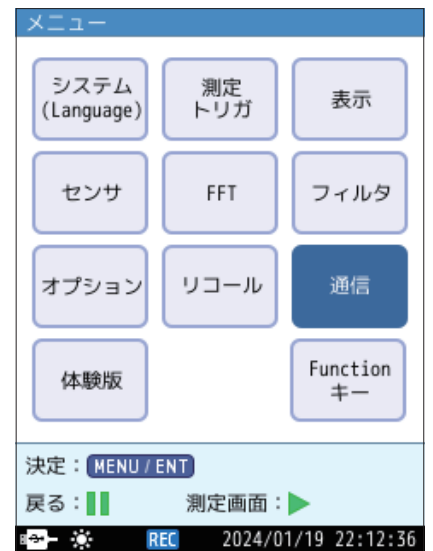 メニュー
システム
(Language)
測定
トリガ
表示
センサ
FFT
フィルタ
オプション
リコール
通信
体験版
Function
キー
決定：MENU / ENT
戻る：
測定画面：
REC 2024/01/19 22:12:36